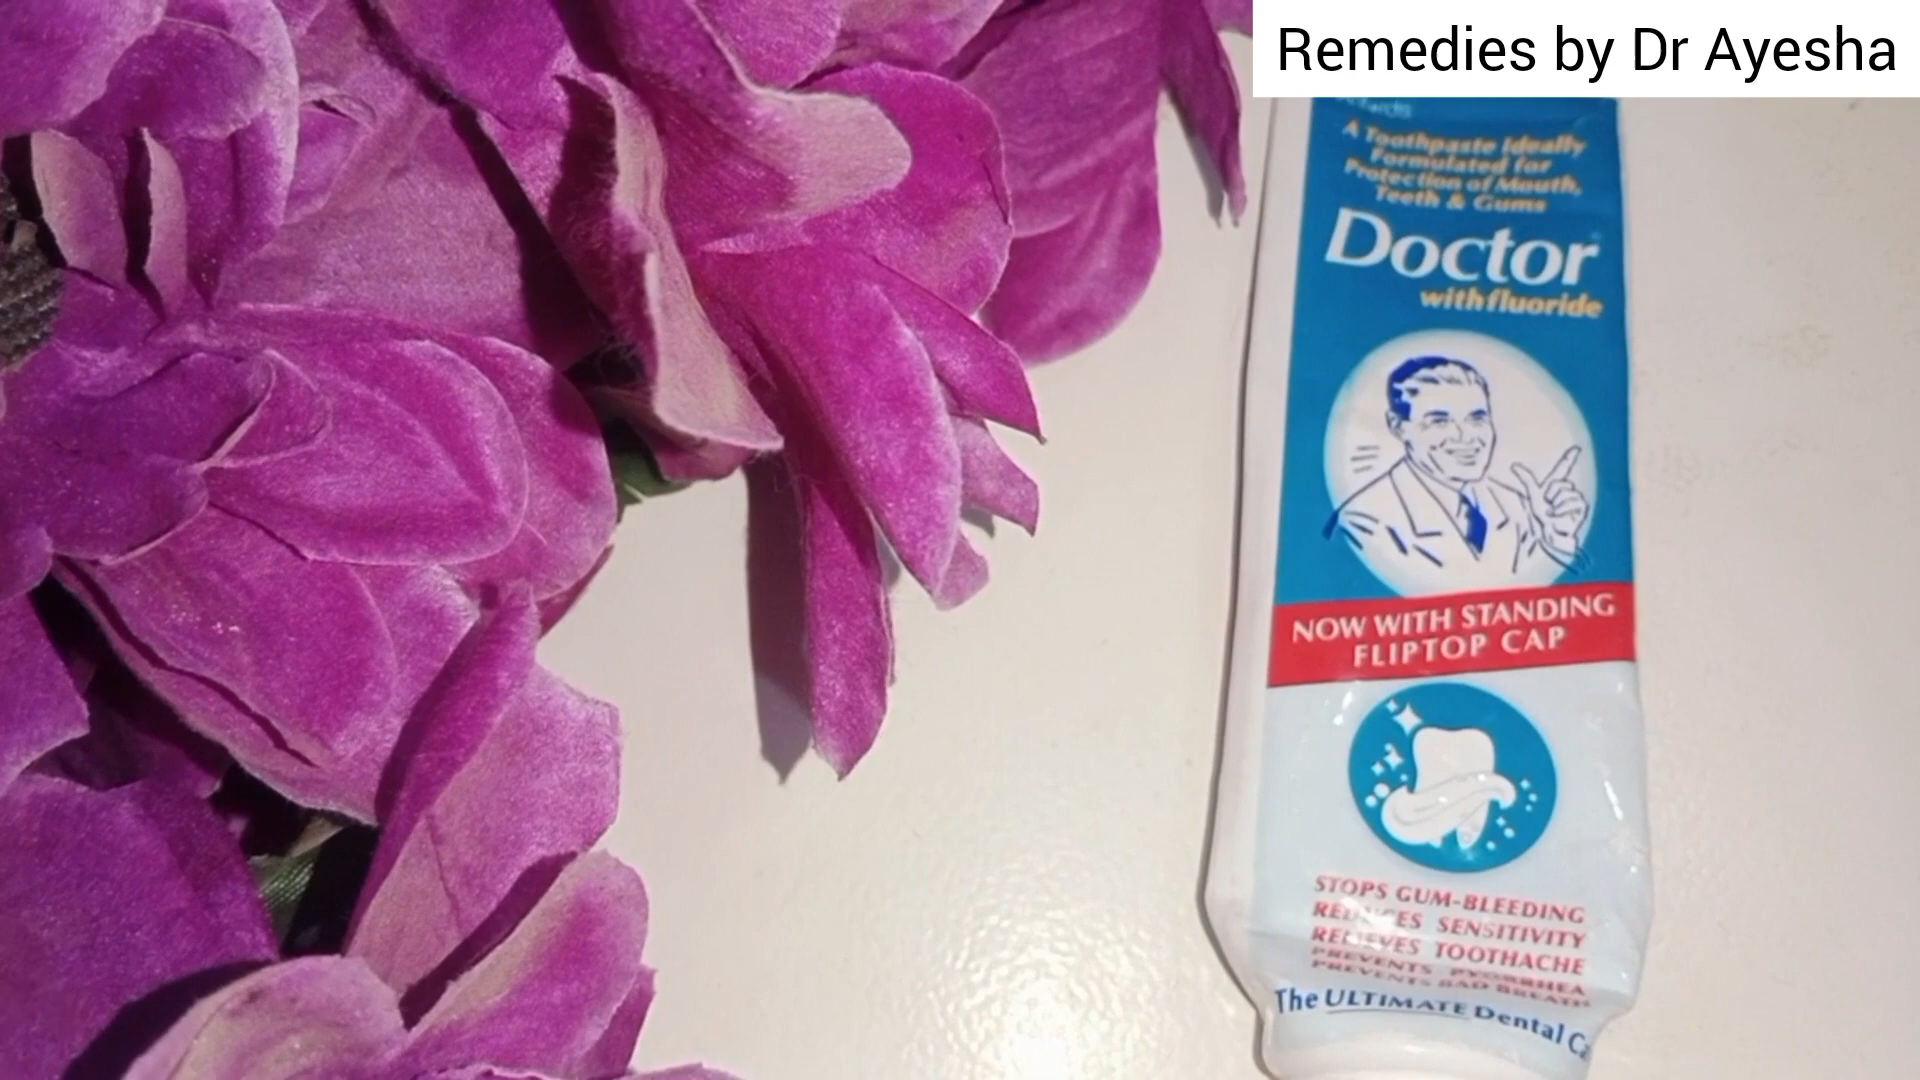 Remedies by Dr Ayesha
A Toothpaste Ideally
Formulated for
Protection of Mouth,
Teeth & Gums
Doctor
with fluoride
NOW WITH STANDING
FLIPTOP CAP
STOPS GUM-BLEEDING
REDUCES SENSITIVITY
RELIEVES TOOTHACHE
PREVENTS PYORRHEA
PREVENTS BAD BREATH
The ULTIMATE Dental